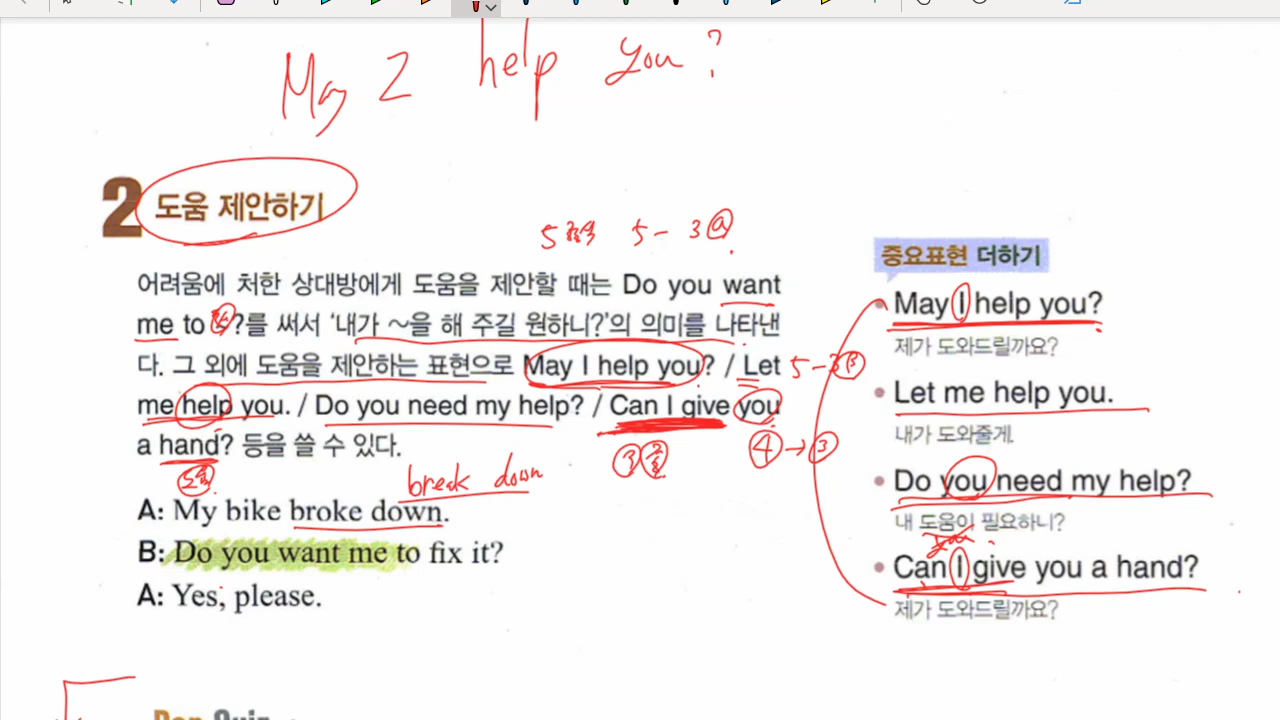 May I help you?
2 도움 제안하기
5형식 5-3ⓐ
어려움에 처한 상대방에게 도움을 제안할 때는 Do you want
me to ?를 써서 '내가 ~을 해 주길 원하니?'의 의미를 나타낸
다. 그 외에 도움을 제안하는 표현으로 May I help you? / Let
5-3
me help you. / Do you need my help? / Can I give you
a hand? 등을 쓸 수 있다.
③
④→③
break down
A: My bike broke down.
B: Do you want me to fix it?
A: Yes, please.
중요표현 더하기
• May I help you?
제가 도와드릴까요?
• Let me help you.
내가 도와줄게.
• Do you need my help?
내 도움이 필요하니?
• Can I give you a hand?
제가 도와드릴까요?
Pop Quiz